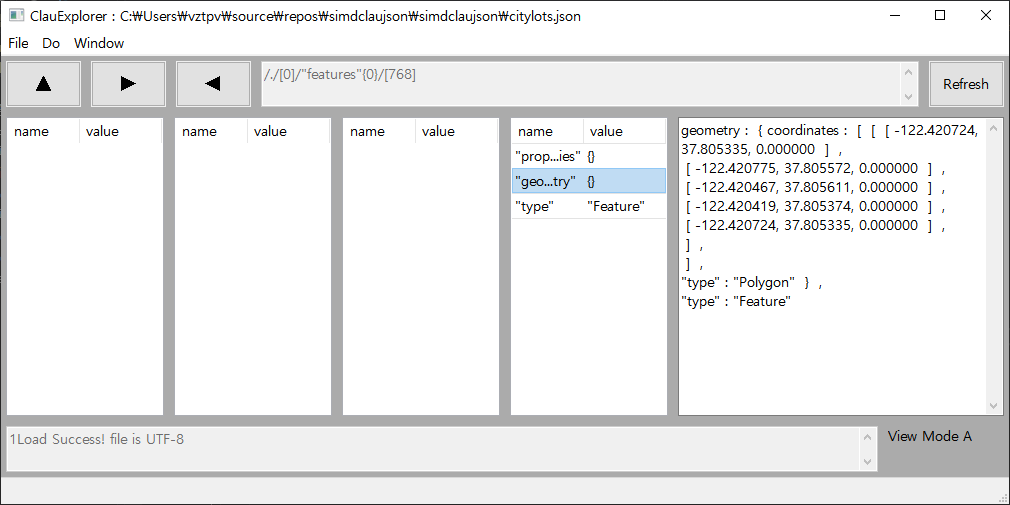 ClauExplorer : C:₩Users₩vztpv₩source₩repos₩simdclaujson₩simdclaujson₩citylots.json
File Do Window
/./[0]/"features"{0}/[768]
Refresh
name value name value name value name value
"prop...ies" {}
"geo...try" {}
"type" "Feature"
geometry : { coordinates : [ [ [ -122.420724,
37.805335, 0.000000 ] ,
[ -122.420775, 37.805572, 0.000000 ] ,
[ -122.420467, 37.805611, 0.000000 ] ,
[ -122.420419, 37.805374, 0.000000 ] ,
[ -122.420724, 37.805335, 0.000000 ] ,
] ,
] ,
"type" : "Polygon" } ,
"type" : "Feature"
1Load Success! file is UTF-8
View Mode A